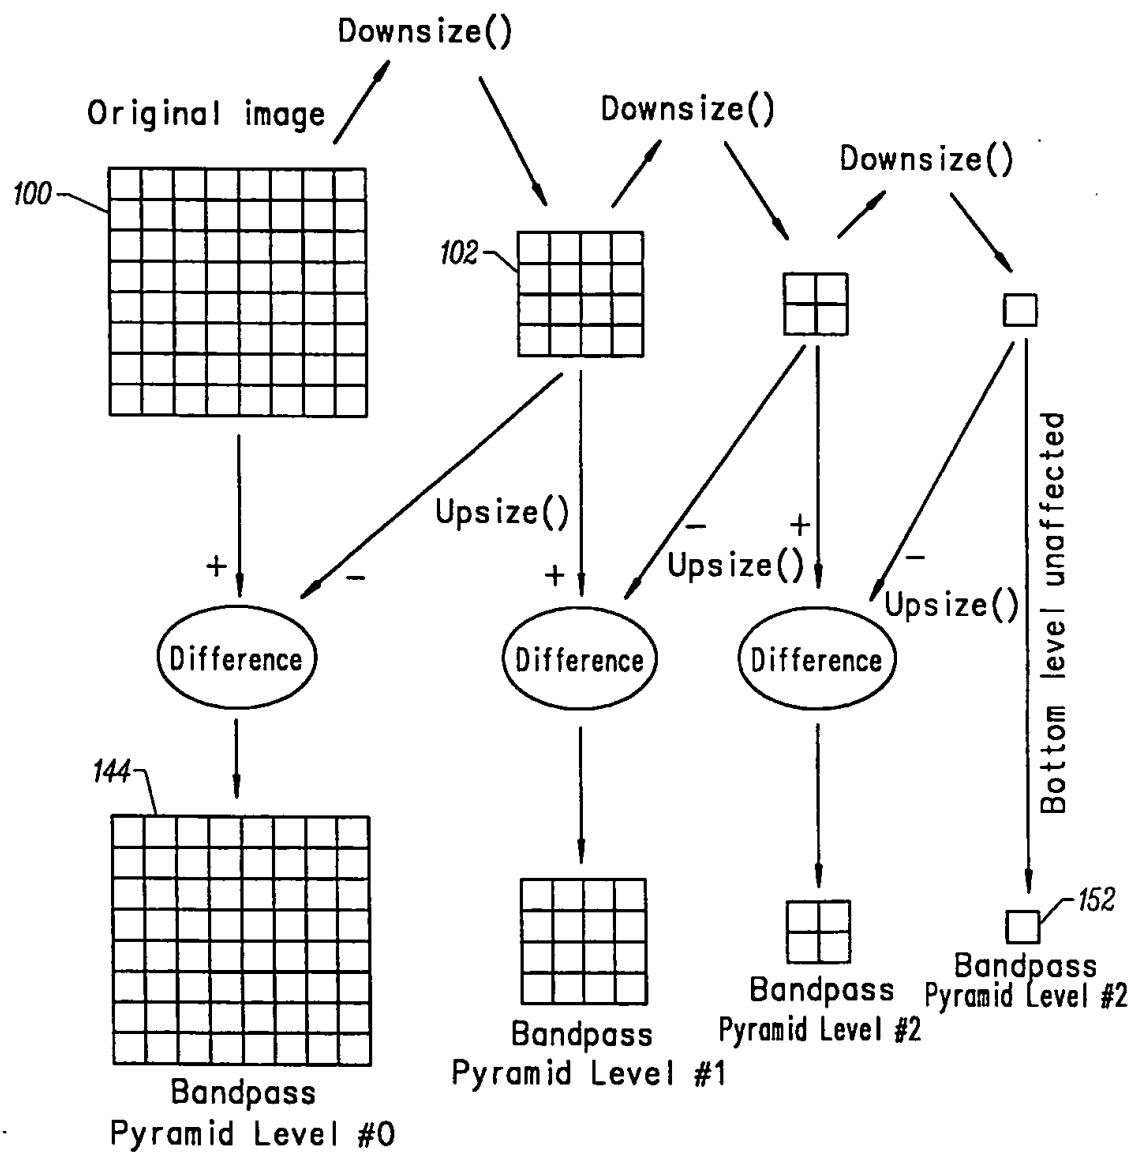 Downsize()
Original image
Downsize()
Downsize()
100
102
Upsize()
Upsize()
Upsize()
+
-
+
-
+
-
Bottom level unaffected
Difference
Difference
Difference
144
152
Bandpass
Pyramid Level #0
Bandpass
Pyramid Level #1
Bandpass
Pyramid Level #2
Bandpass
Pyramid Level #2